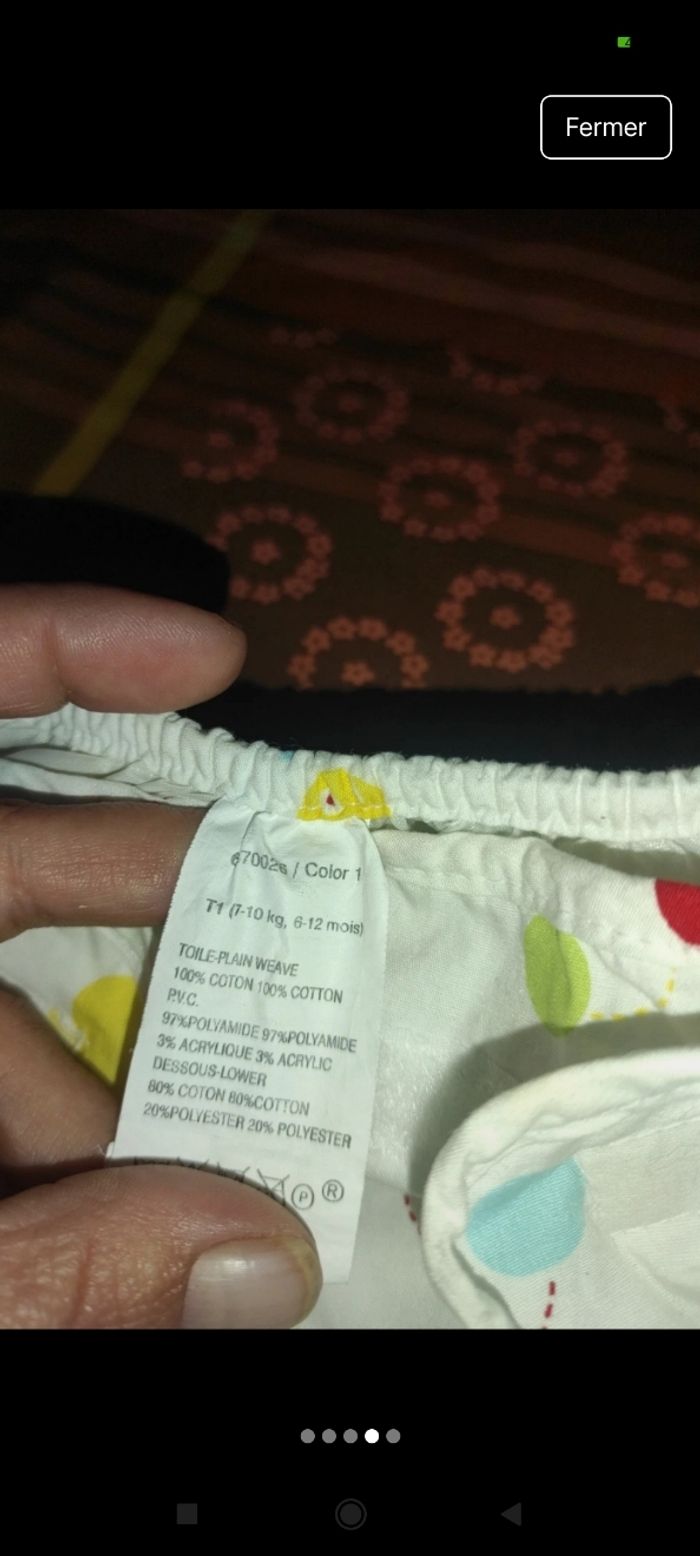 Fermer
67002s / Color 1
T1 (7-10 kg, 6-12 mois)
TOILE-PLAIN WEAVE
100% COTON 100% COTTON
P.V.C.
97%POLYAMIDE 97%POLYAMIDE
3% ACRYLIQUE 3% ACRYLIC
DESSOUS-LOWER
80% COTON 80%COTTON
20%POLYESTER 20% POLYESTER
P ®